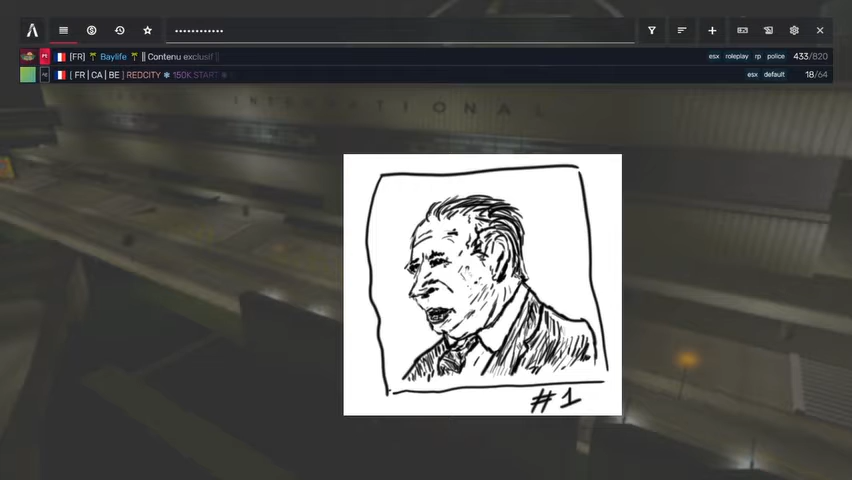 ••••••••••••
[FR] 🌴 Baylife 🌴 || Contenu exclusif ||
esx roleplay rp police 433/820
[ FR | CA | BE ] REDCITY ❄ 150K START ❄
esx default 18/64
INTERNATIONAL
#1